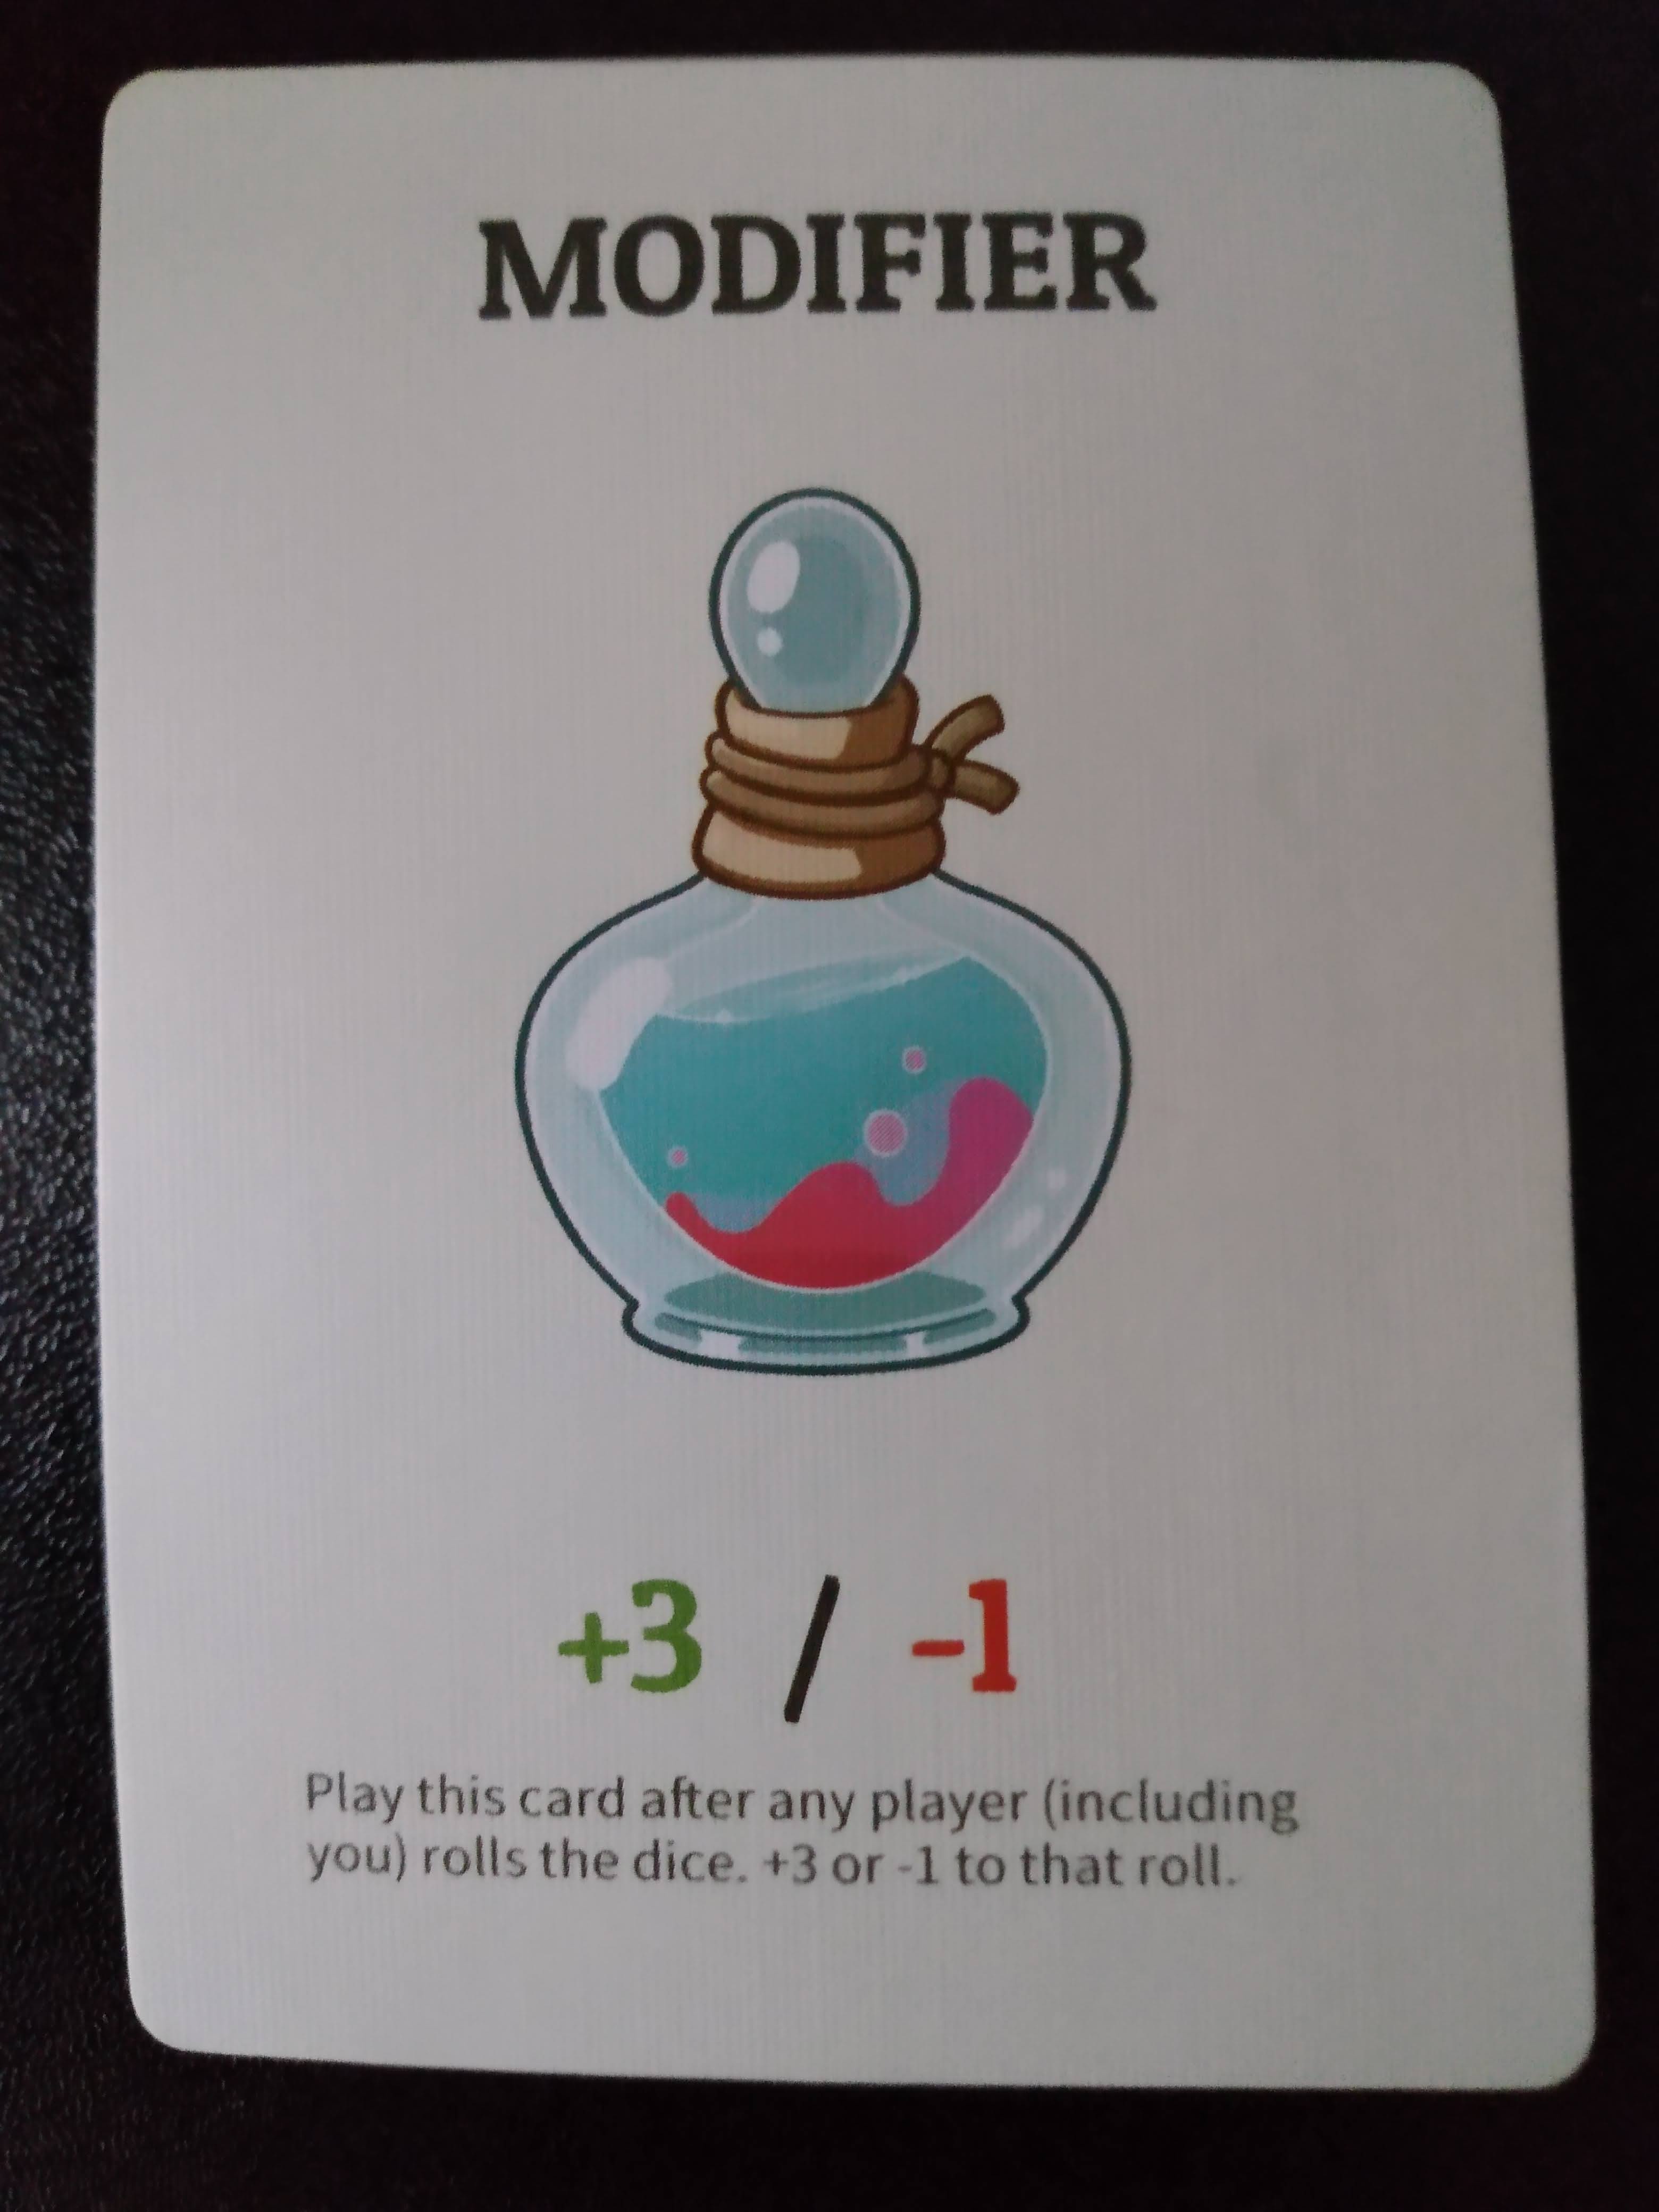 MODIFIER
+3 / -1
Play this card after any player (including
you) rolls the dice. +3 or -1 to that roll.